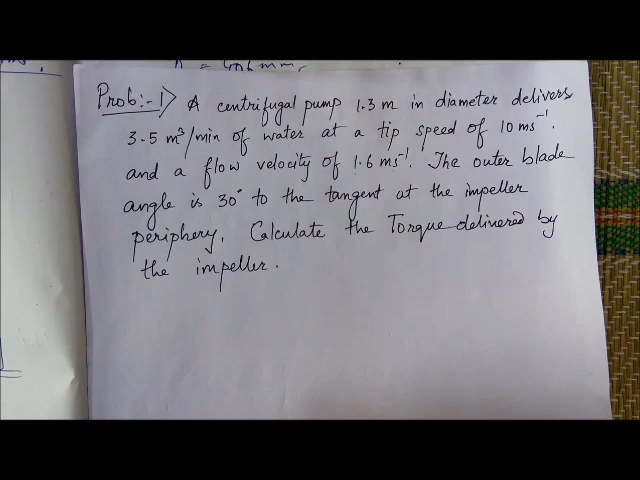 h = 406 mm.
Prob:-1) A centrifugal pump 1.3 m in diameter delivers
3.5 m³/min of water at a tip speed of 10 ms⁻¹.
and a flow velocity of 1.6 ms⁻¹. The outer blade
angle is 30° to the tangent at the impeller
periphery. Calculate the Torque delivered by
the impeller.